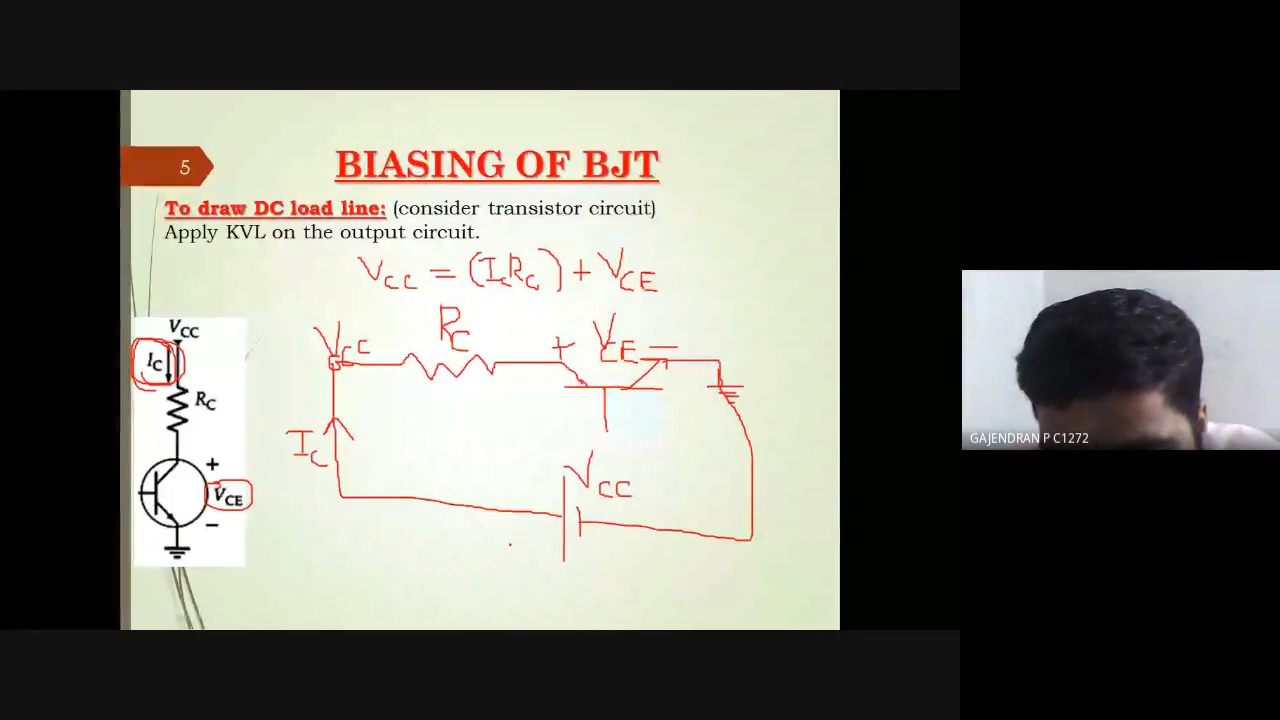 5
BIASING OF BJT
To draw DC load line: (consider transistor circuit)
Apply KVL on the output circuit.
VCC = (ICRC) + VCE
VCC
IC
RC
+
VCE
−
VCC
RC
+ VCE −
IC
VCC
GAJENDRAN P C1272